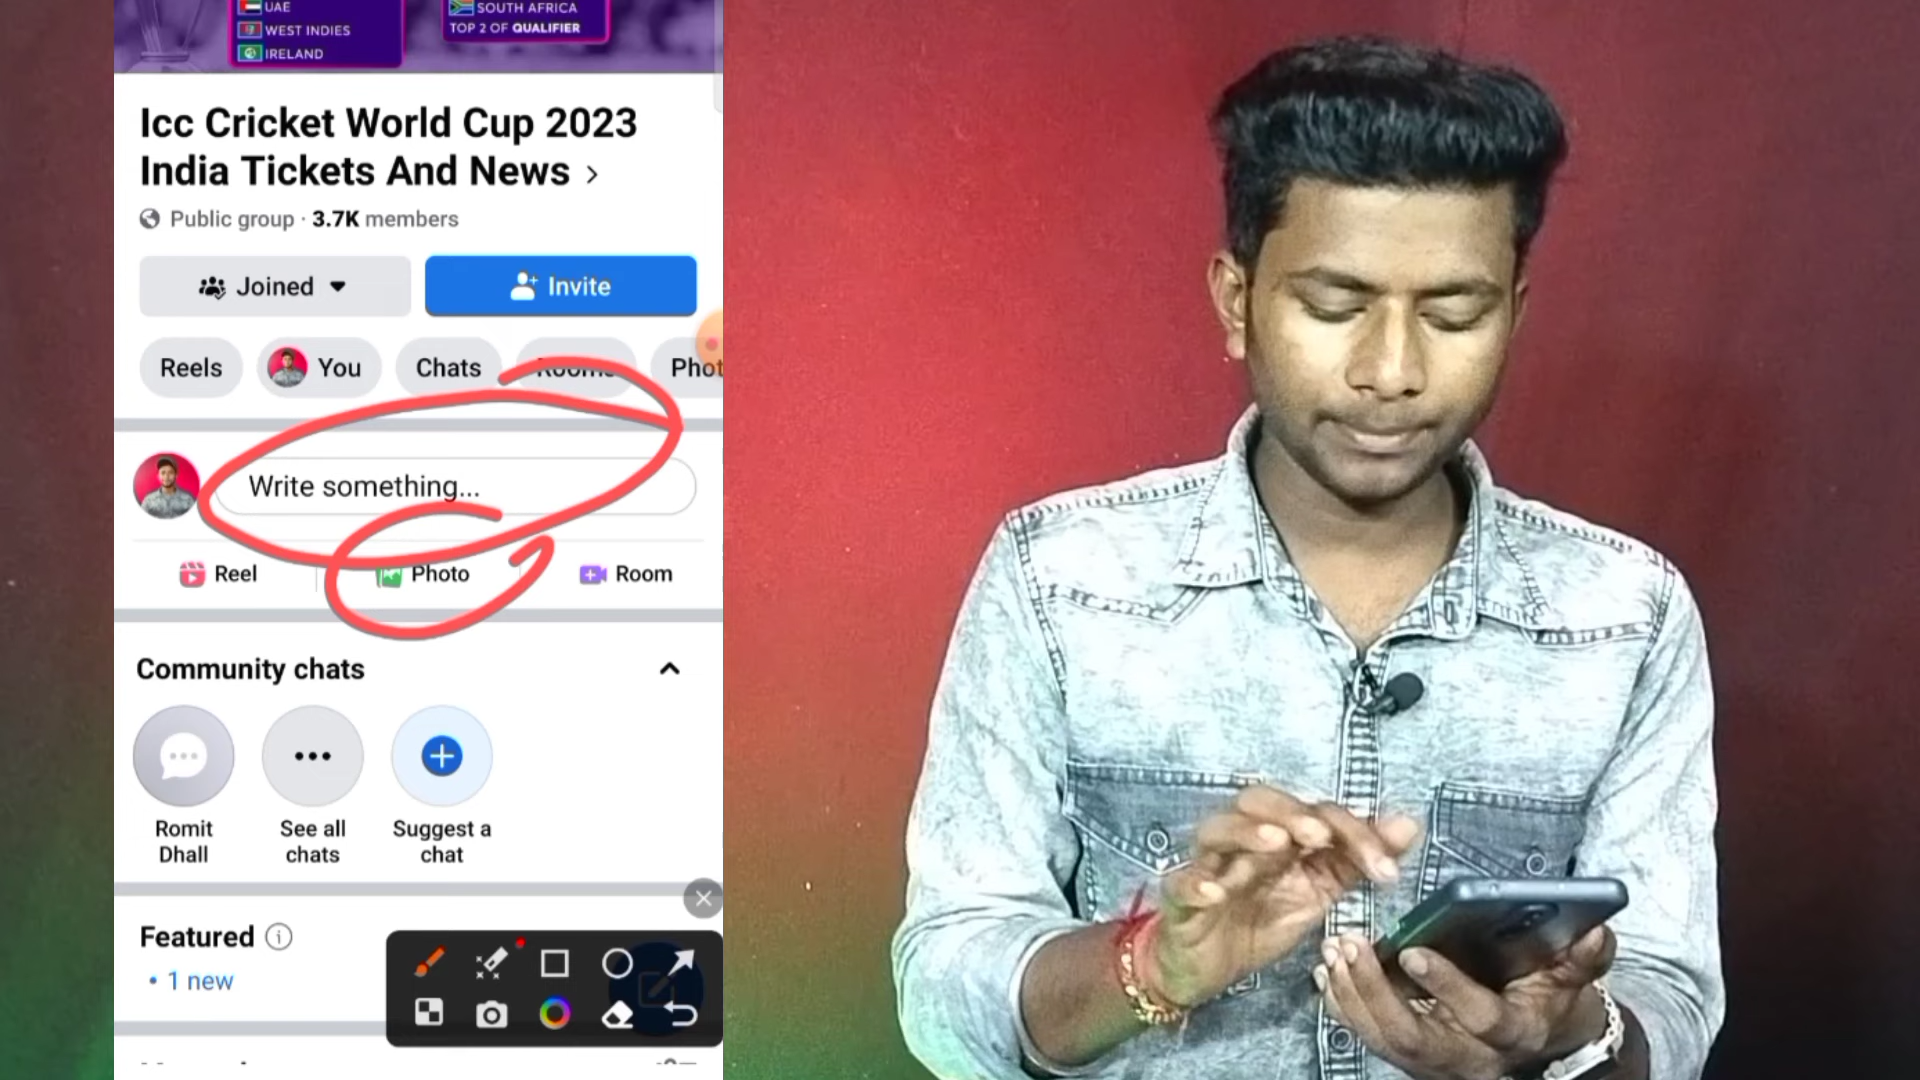 UAE
WEST INDIES
IRELAND
SOUTH AFRICA
TOP 2 OF QUALIFIER
Icc Cricket World Cup 2023
India Tickets And News
Public group · 3.7K members
Joined
Invite
Reels
You
Chats
Rooms
Phot
Write something...
Reel
Photo
Room
Community chats
Romit
Dhall
See all
chats
Suggest a
chat
Featured
• 1 new